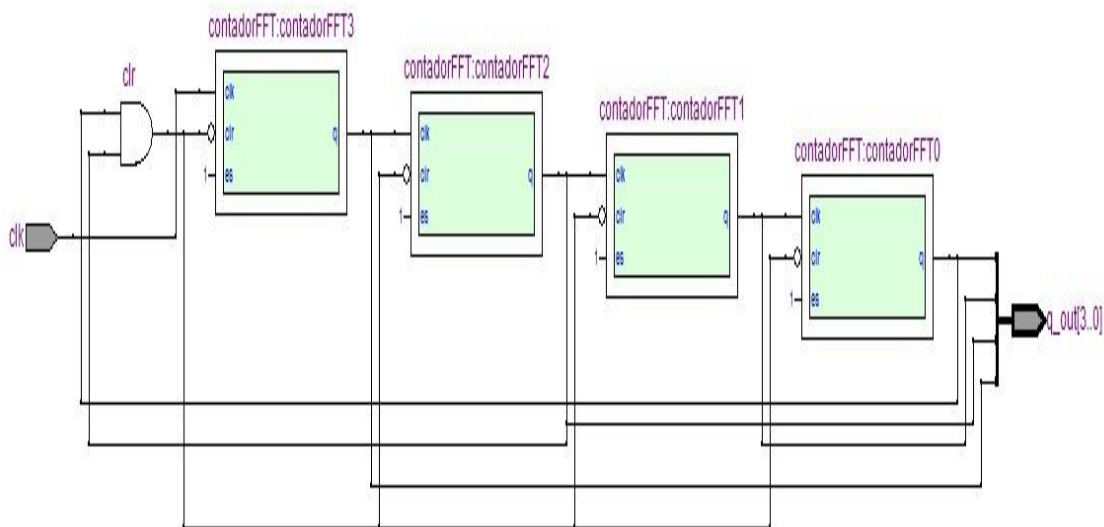 contadorFFT:contadorFFT3
clk
clr
es
q
1
contadorFFT:contadorFFT2
clk
clr
es
q
1
contadorFFT:contadorFFT1
clk
clr
es
q
1
contadorFFT:contadorFFT0
clk
clr
es
q
1
clr
clk
q_out[3..0]